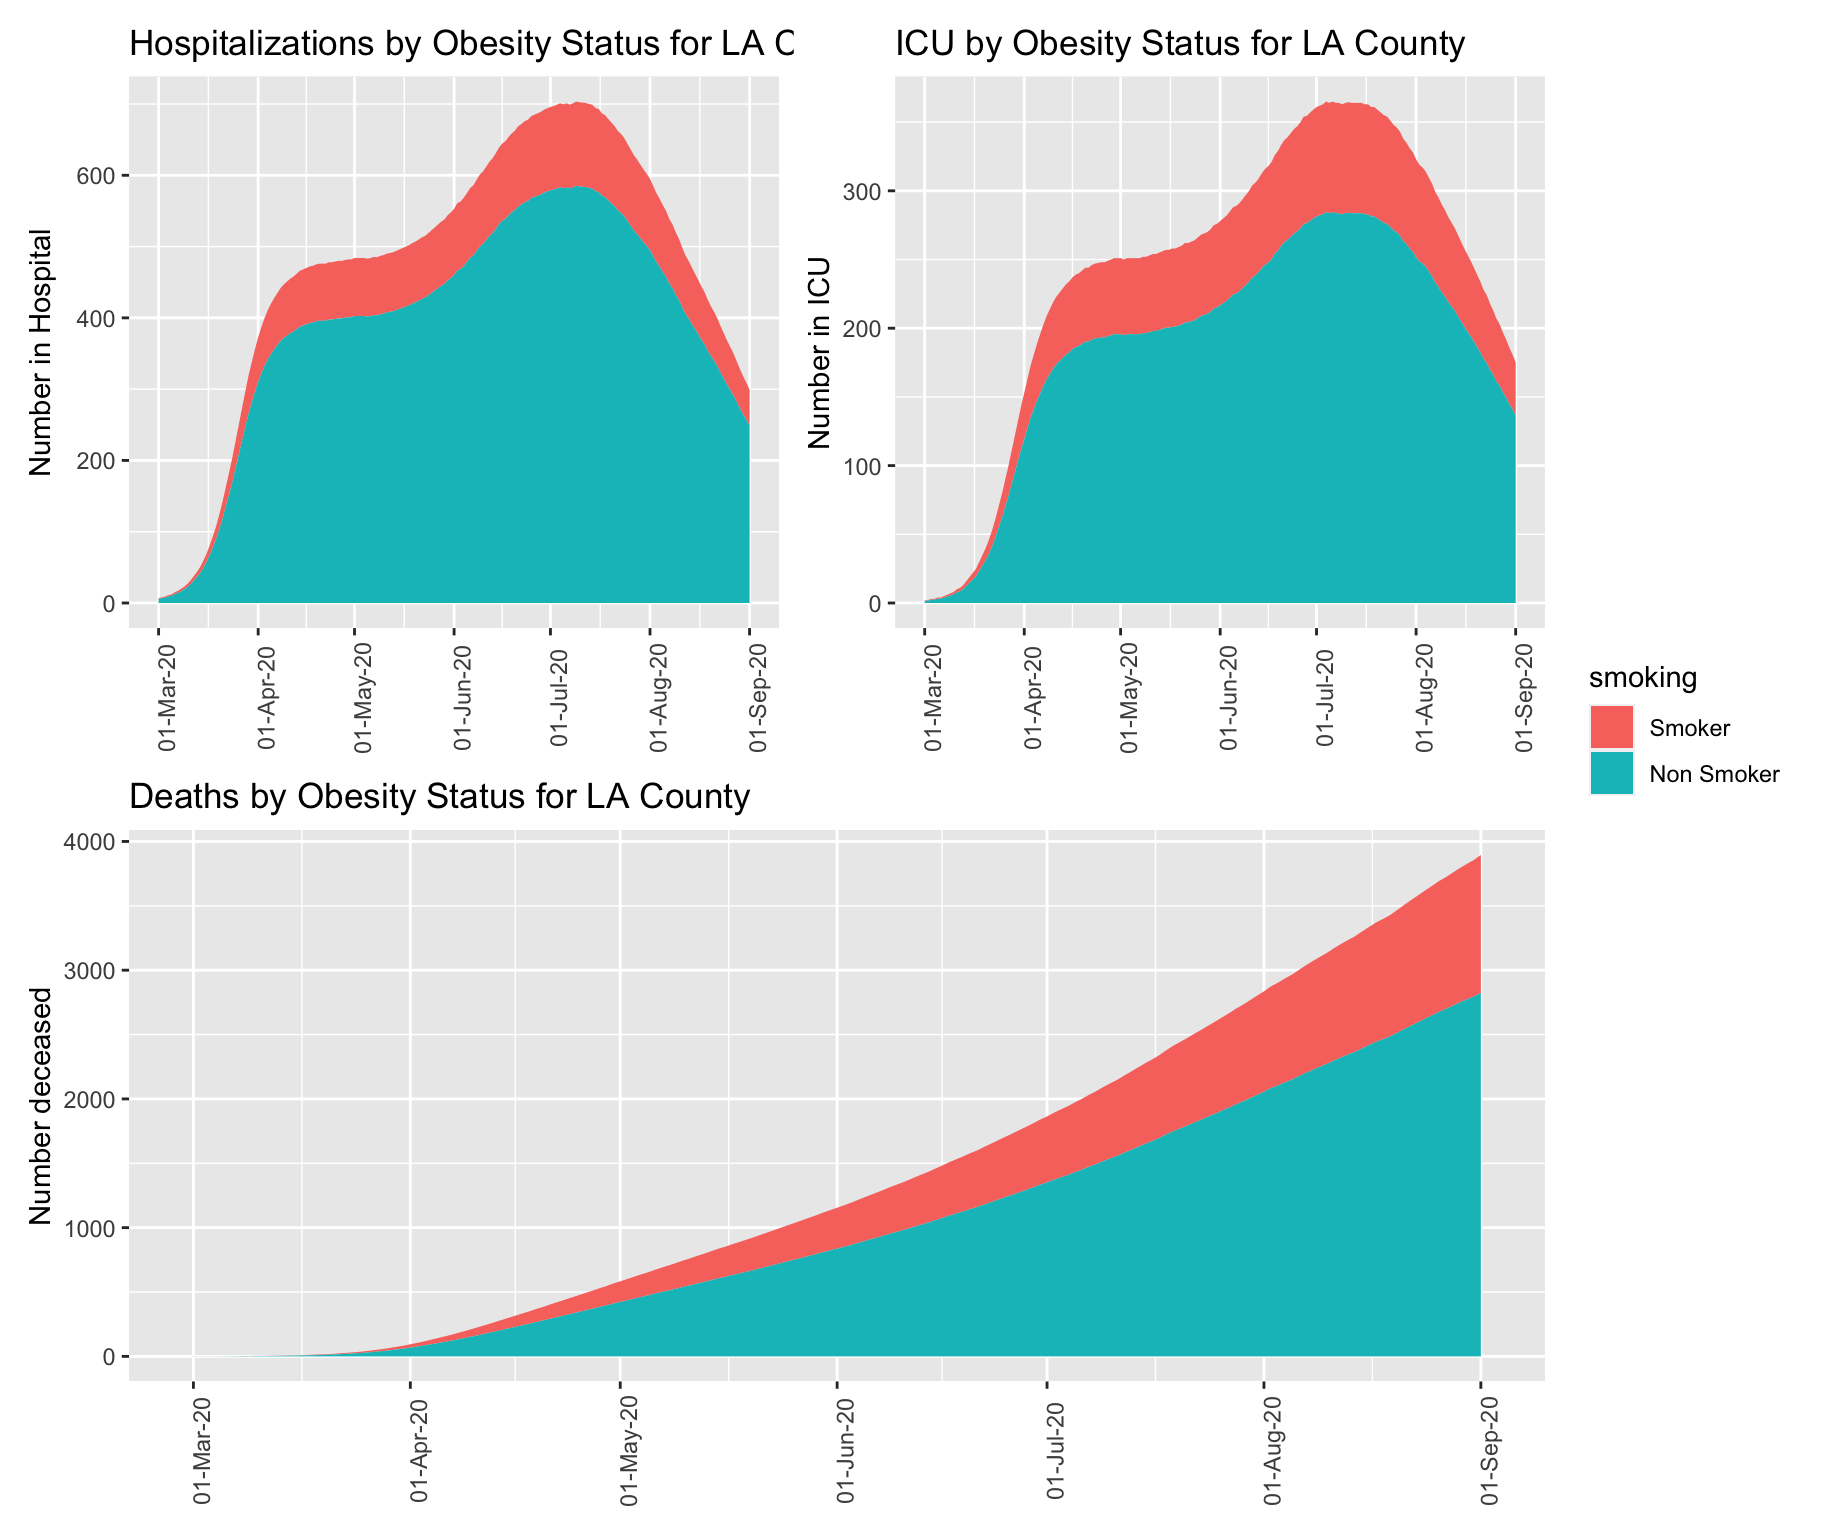 Hospitalizations by Obesity Status for LA C
Number in Hospital
600
400
200
0
01-Mar-20
01-Apr-20
01-May-20
01-Jun-20
01-Jul-20
01-Aug-20
01-Sep-20
ICU by Obesity Status for LA County
Number in ICU
300
200
100
0
01-Mar-20
01-Apr-20
01-May-20
01-Jun-20
01-Jul-20
01-Aug-20
01-Sep-20
smoking
Smoker
Non Smoker
Deaths by Obesity Status for LA County
Number deceased
4000
3000
2000
1000
0
01-Mar-20
01-Apr-20
01-May-20
01-Jun-20
01-Jul-20
01-Aug-20
01-Sep-20